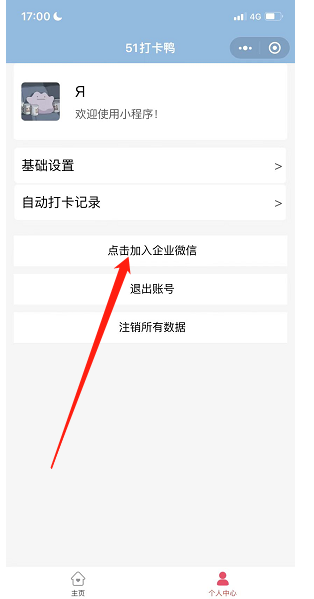 17:00
4G
51打卡鸭
Я
欢迎使用小程序！
基础设置 >
自动打卡记录 >
点击加入企业微信
退出账号
注销所有数据
主页
个人中心